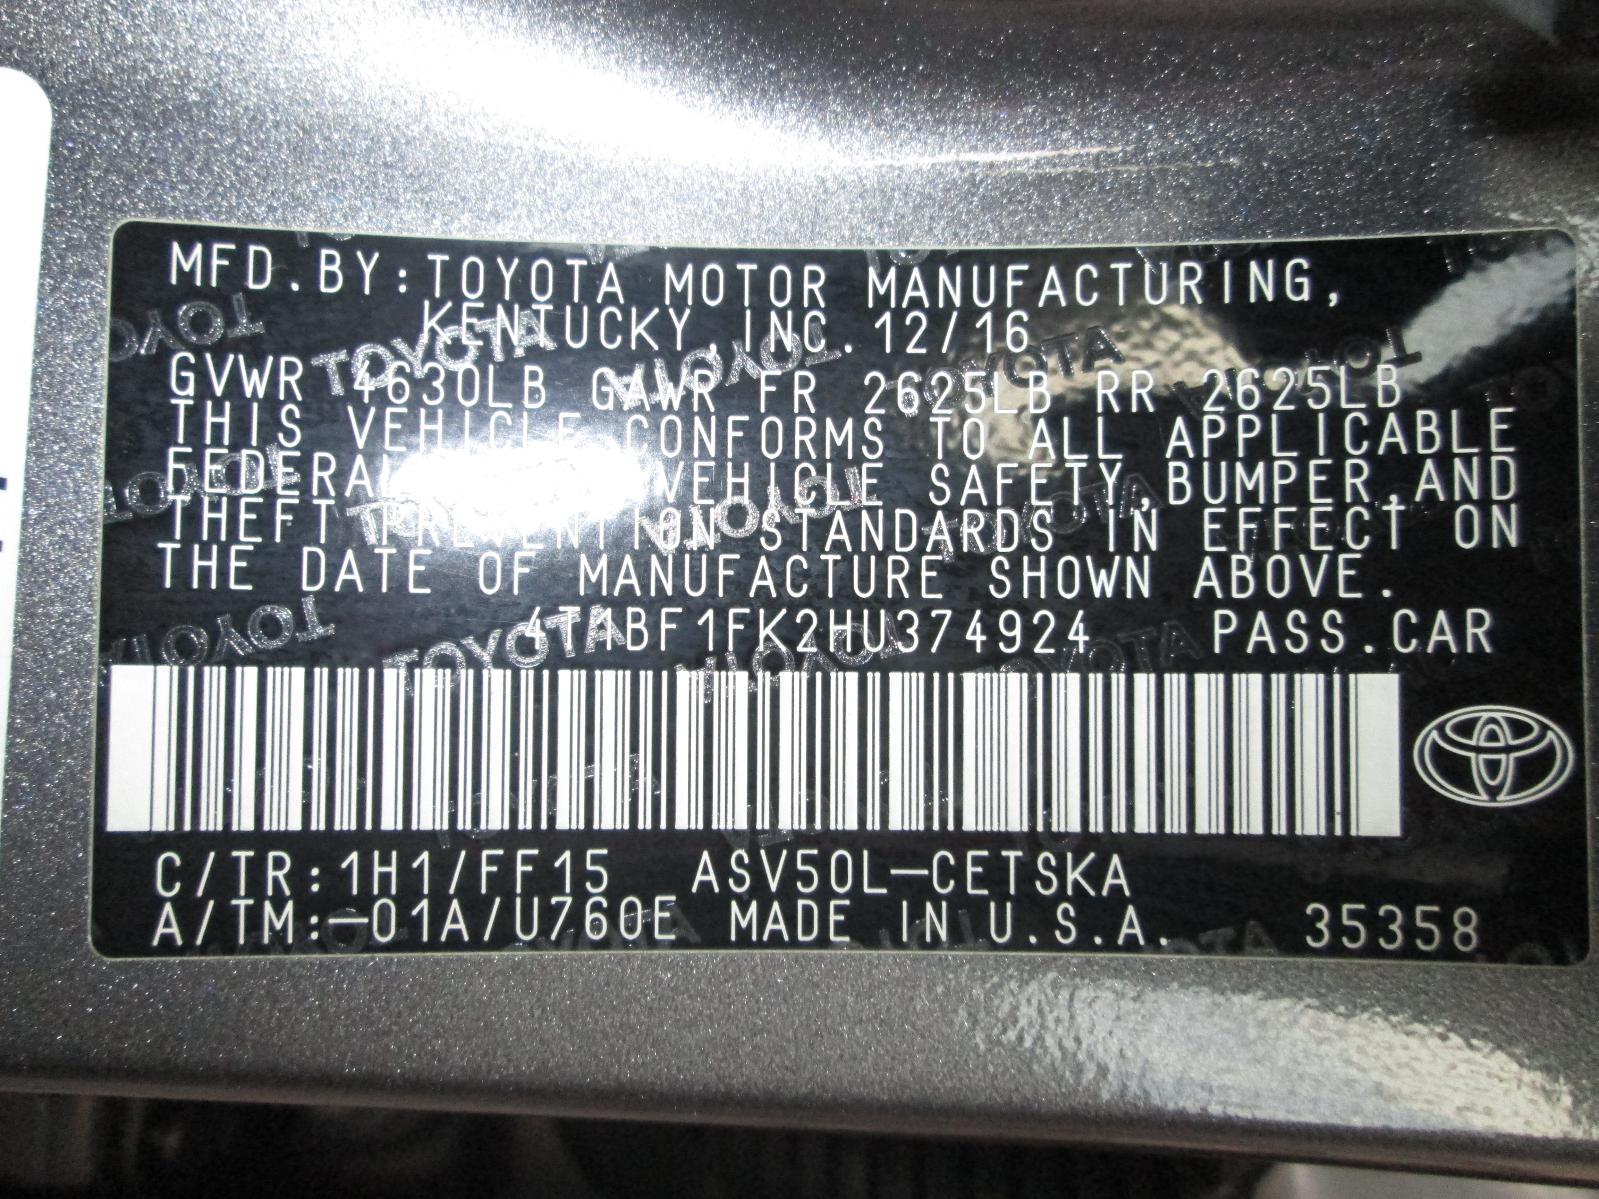 MFD.BY:TOYOTA MOTOR MANUFACTURING,
KENTUCKY,INC.12/16
GVWR 4630LB GAWR FR 2625LB RR 2625LB
THIS VEHICLE CONFORMS TO ALL APPLICABLE
FEDERAL VEHICLE SAFETY,BUMPER,AND
THEFT PREVENTION STANDARDS IN EFFECT ON
THE DATE OF MANUFACTURE SHOWN ABOVE.
4T1BF1FK2HU374924 PASS.CAR
C/TR:1H1/FF15 ASV50L-CETSKA
A/TM:-01A/U760E MADE IN U.S.A. 35358